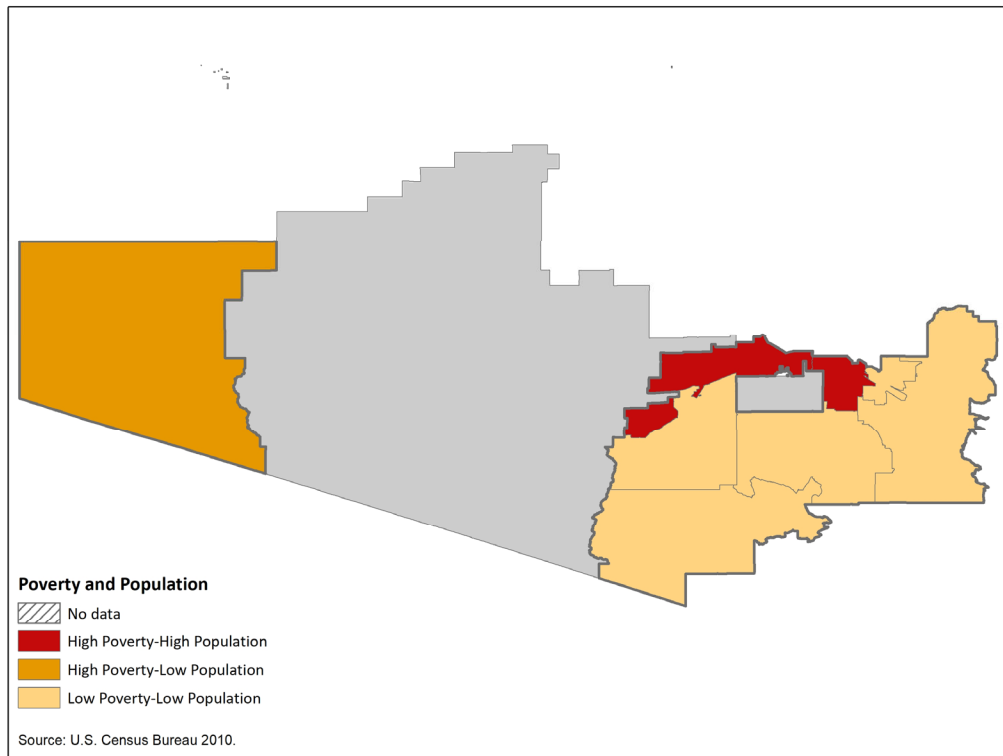 Poverty and Population
No data
High Poverty-High Population
High Poverty-Low Population
Low Poverty-Low Population
Source: U.S. Census Bureau 2010.